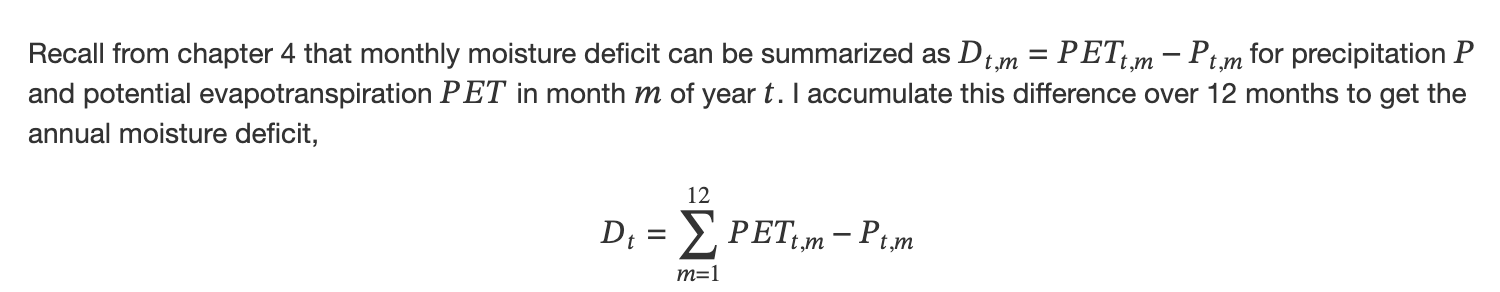 Recall from chapter 4 that monthly moisture deficit can be summarized as $D_{t,m} = PET_{t,m} - P_{t,m}$ for precipitation $P$
and potential evapotranspiration $PET$ in month $m$ of year $t$. I accumulate this difference over 12 months to get the
annual moisture deficit,
$D_t = \sum_{m=1}^{12} PET_{t,m} - P_{t,m}$